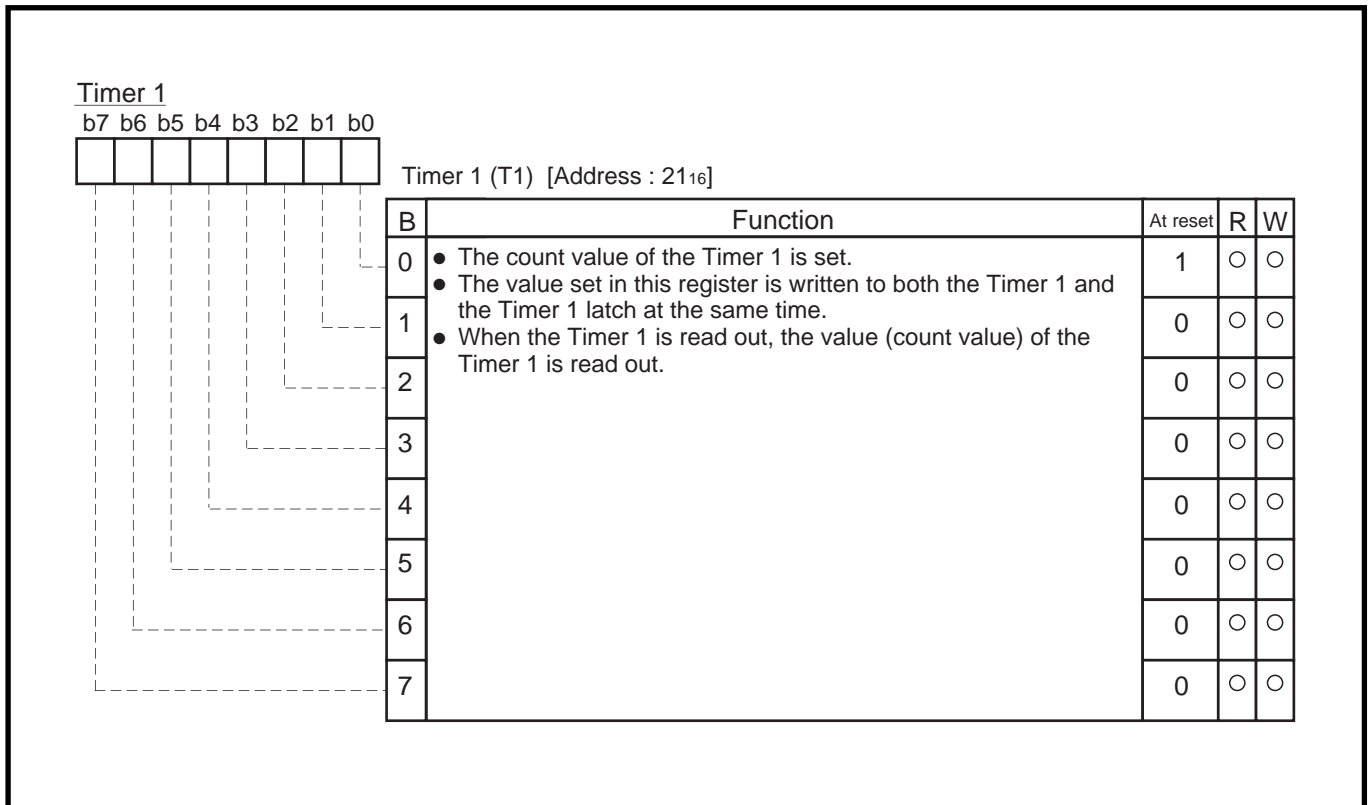 Timer 1
b7 b6 b5 b4 b3 b2 b1 b0
Timer 1 (T1) [Address : 21₁₆]
B Function At reset R W
0 ● The count value of the Timer 1 is set. 1 ○ ○
● The value set in this register is written to both the Timer 1 and
the Timer 1 latch at the same time.
1 0 ○ ○
● When the Timer 1 is read out, the value (count value) of the
Timer 1 is read out.
2 0 ○ ○
3 0 ○ ○
4 0 ○ ○
5 0 ○ ○
6 0 ○ ○
7 0 ○ ○